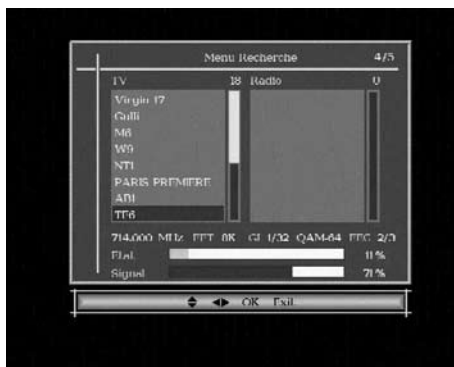 Menu Recherche 4/5
TV 18 Radio 0
Virgin 17
Gulli
M6
W9
NT1
PARIS PREMIERE
AB1
TF6
714.000 MHz FFT 8K GI 1/32 QAM-64 FEC 2/3
Etat 11%
Signal 71%
OK Exit